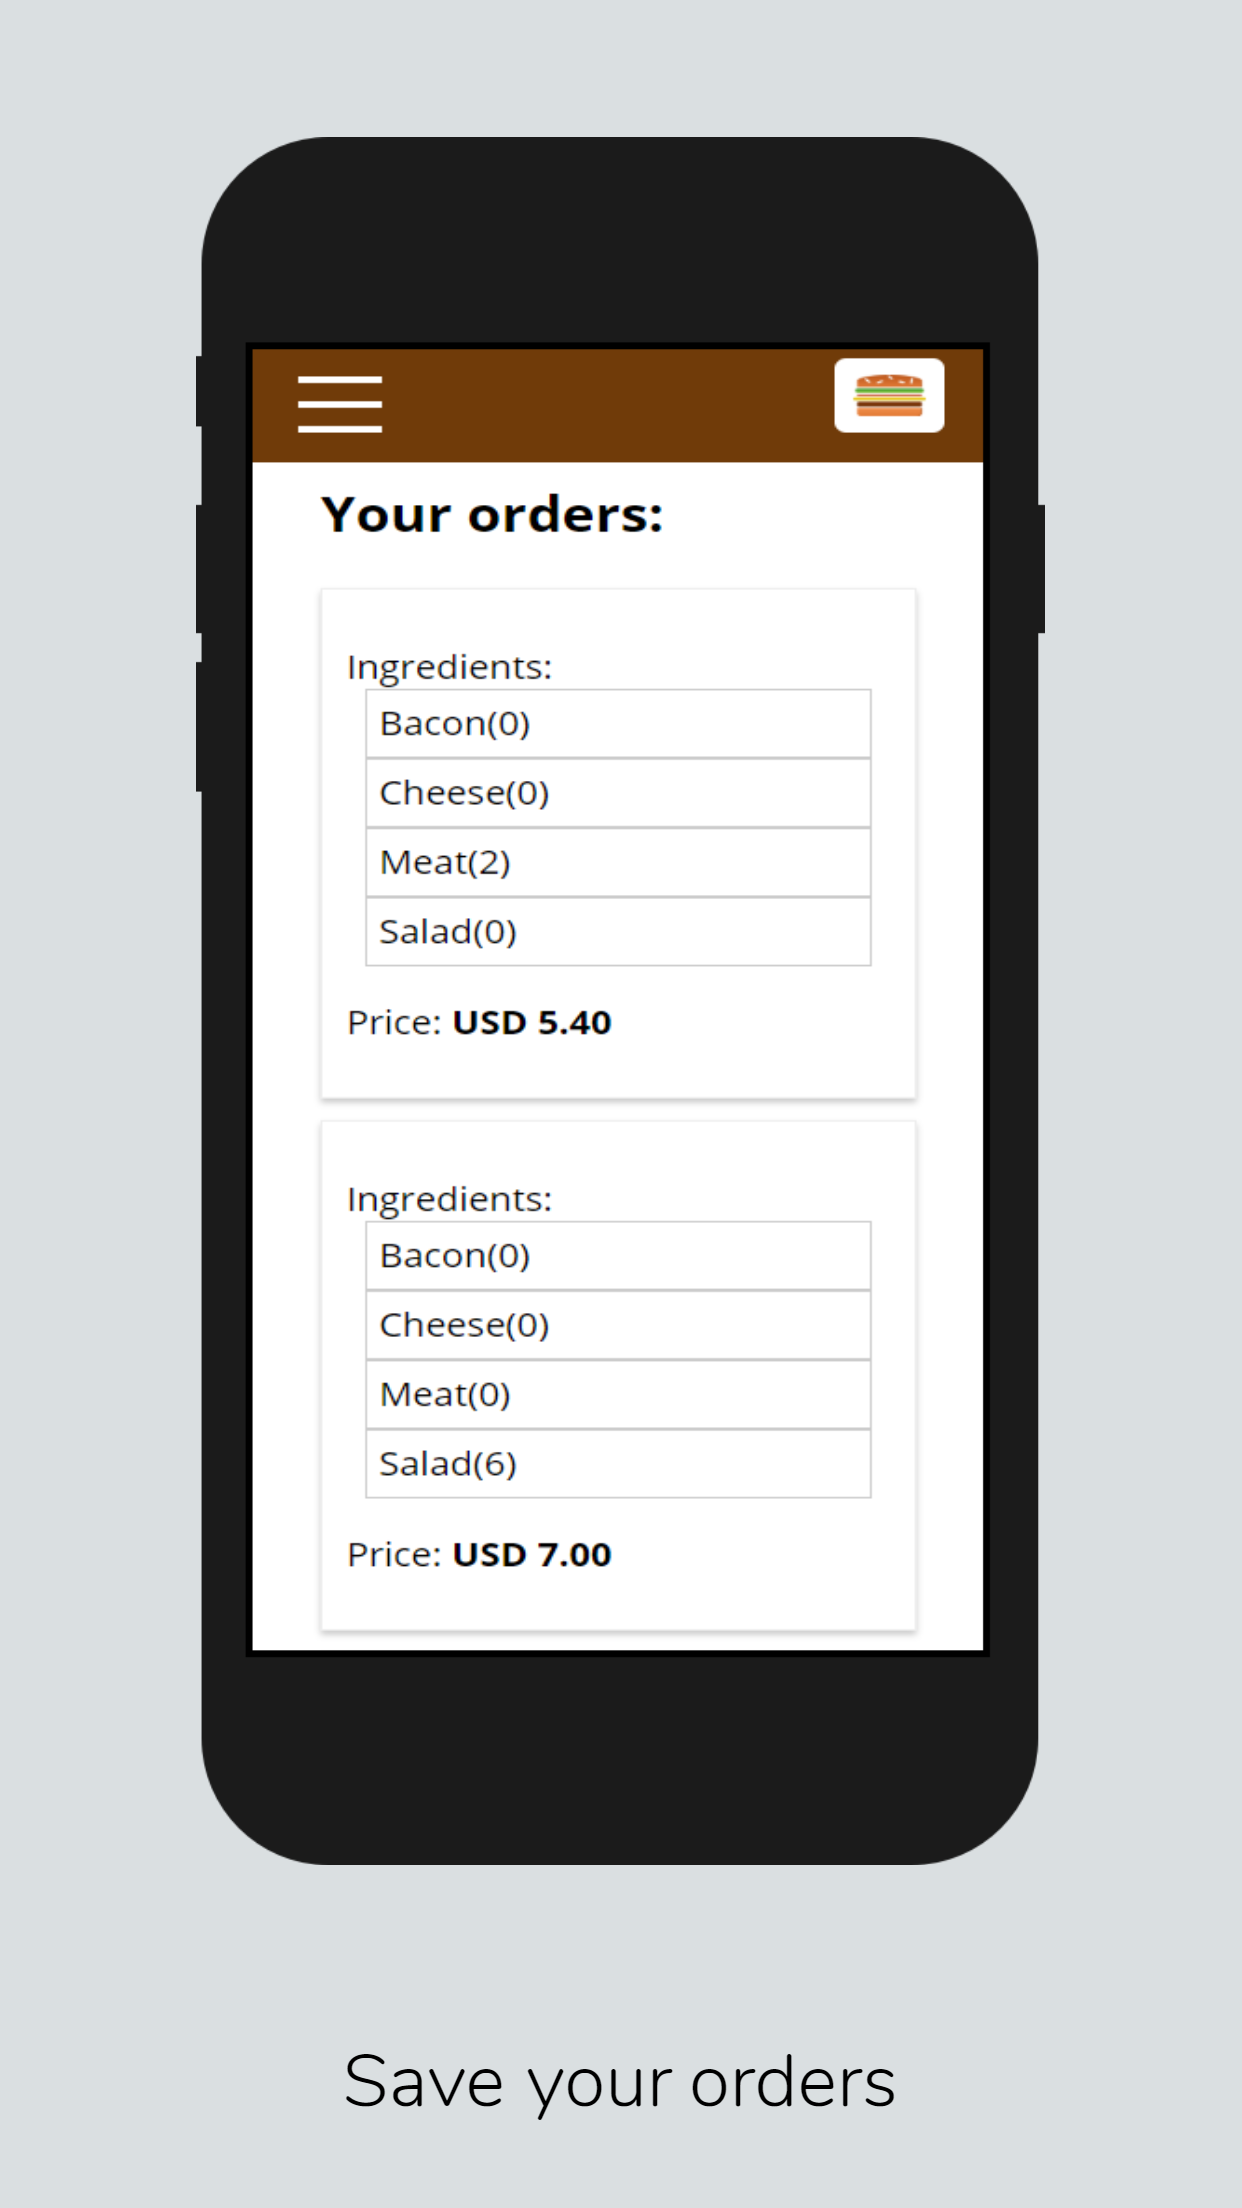 Your orders:
Ingredients:
Bacon(0)
Cheese(0)
Meat(2)
Salad(0)
Price: USD 5.40
Ingredients:
Bacon(0)
Cheese(0)
Meat(0)
Salad(6)
Price: USD 7.00
Save your orders